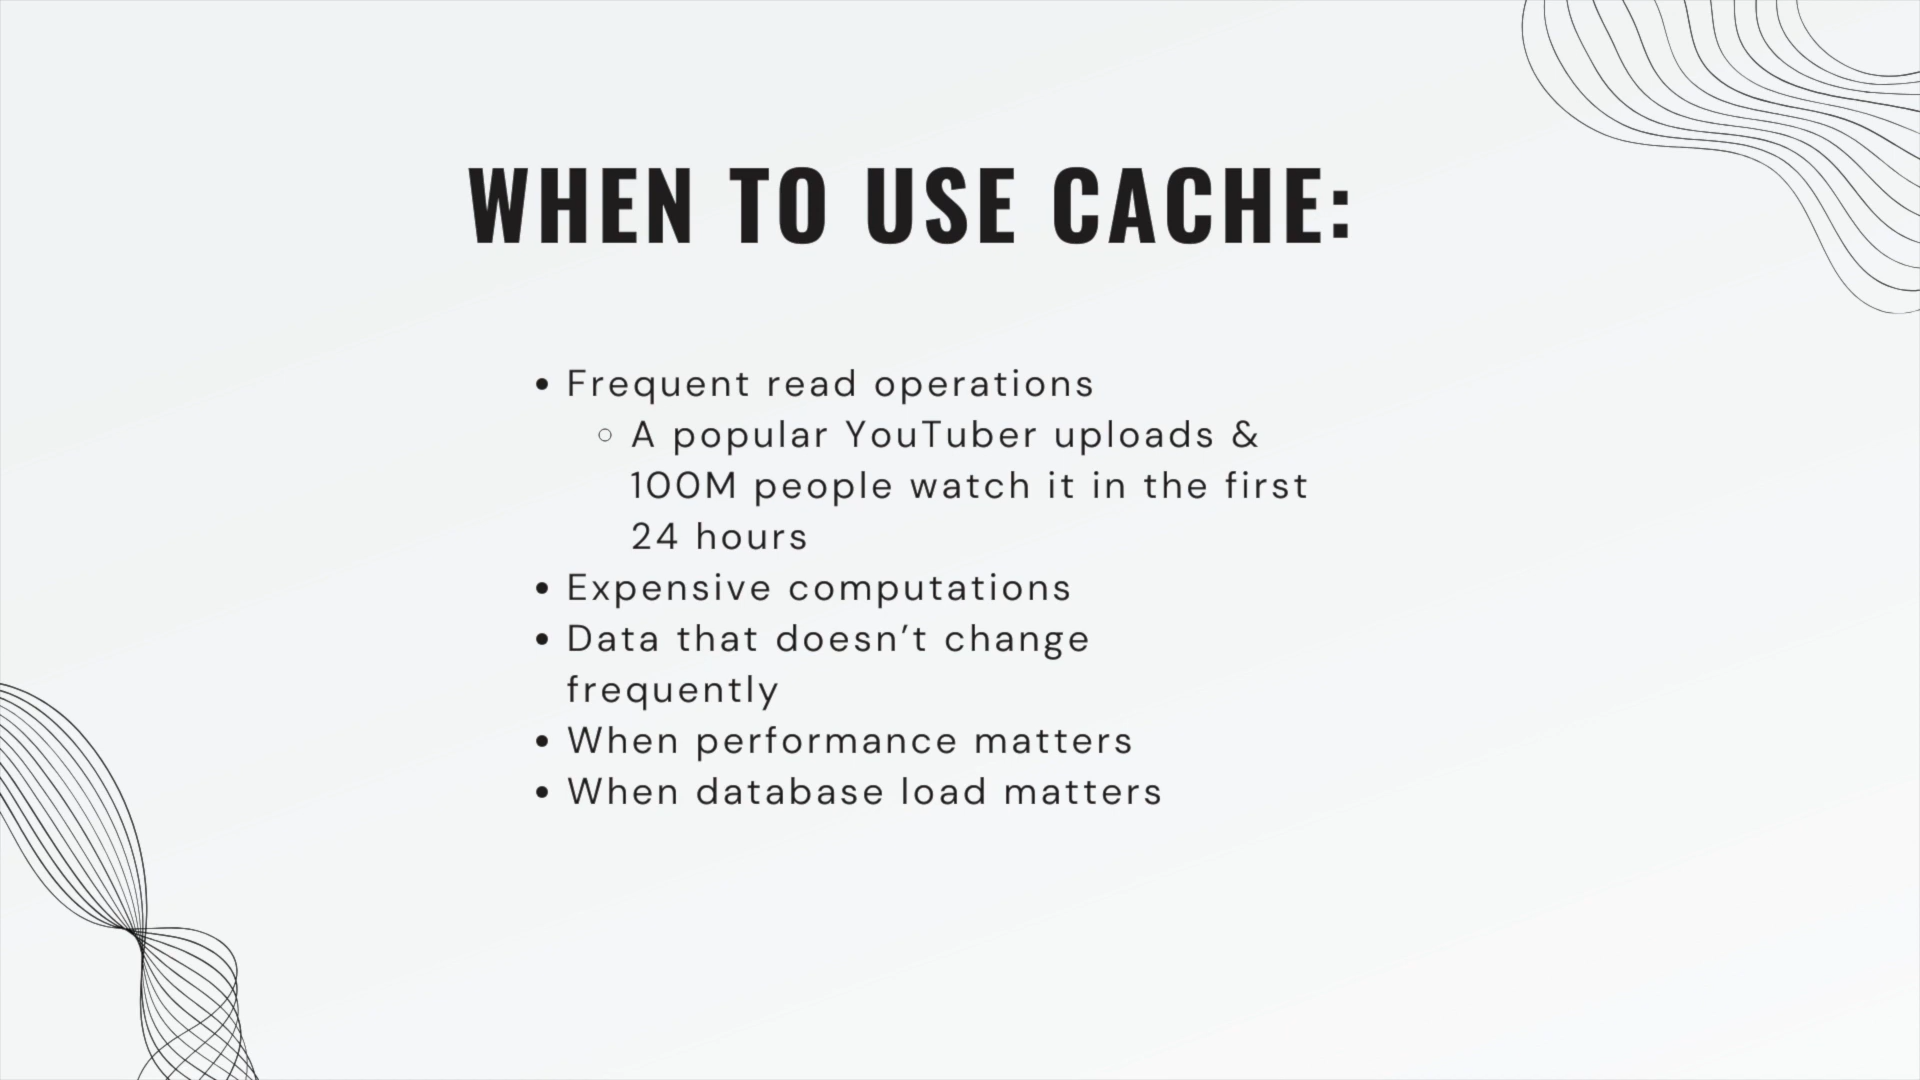 WHEN TO USE CACHE:
• Frequent read operations
○ A popular YouTuber uploads &
100M people watch it in the first
24 hours
• Expensive computations
• Data that doesn’t change
frequently
• When performance matters
• When database load matters